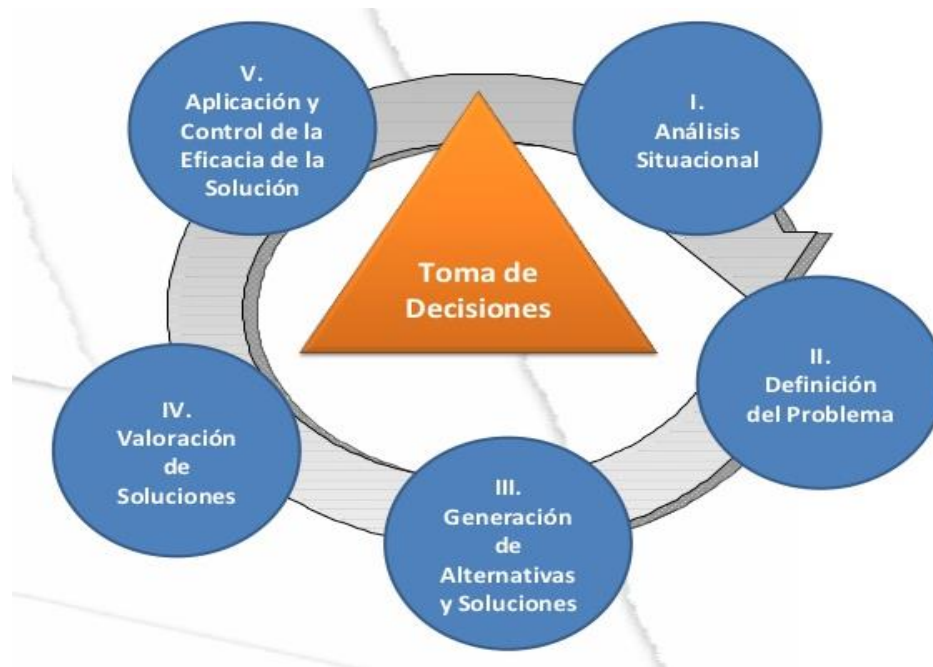 I.
Análisis
Situacional
II.
Definición
del Problema
III.
Generación
de
Alternativas
y Soluciones
IV.
Valoración
de
Soluciones
V.
Aplicación y
Control de la
Eficacia de la
Solución
Toma de
Decisiones